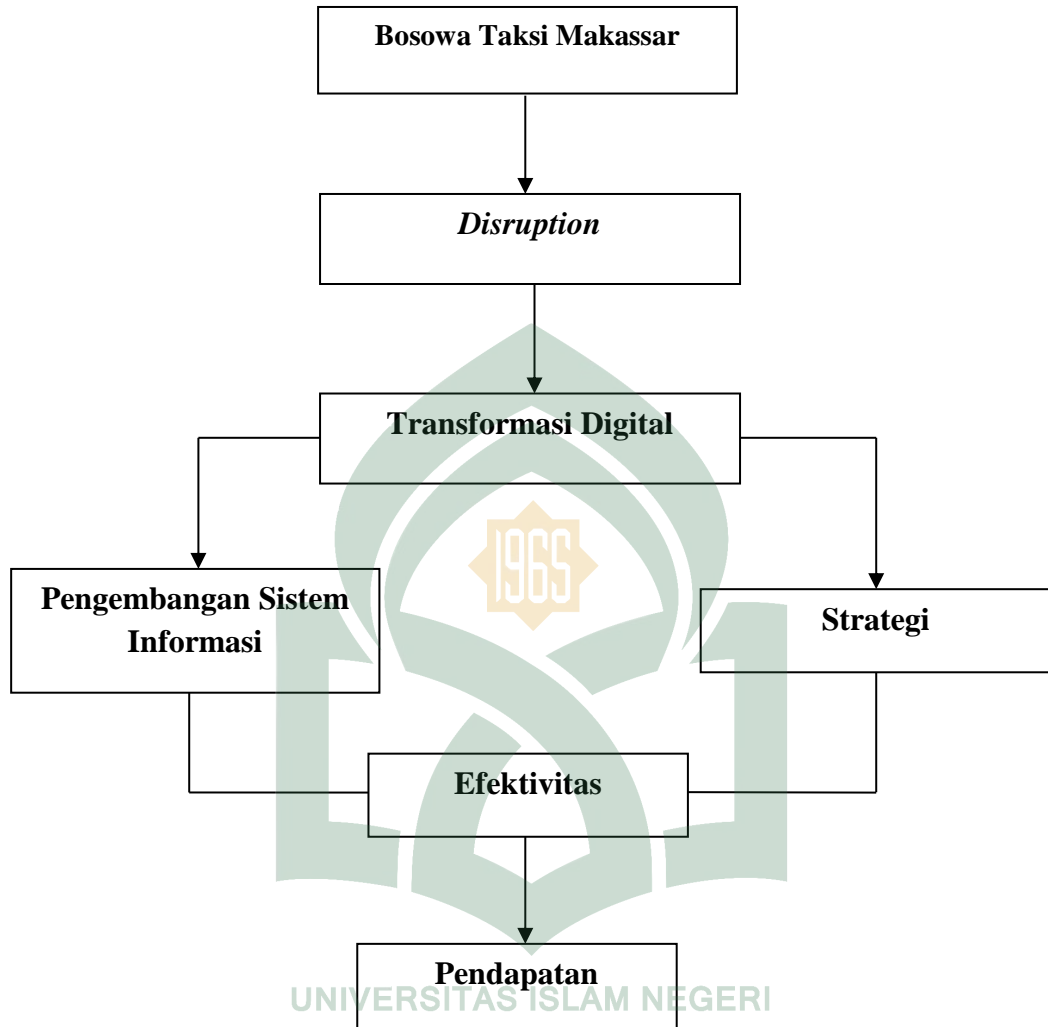 Bosowa Taksi Makassar
Disruption
Transformasi Digital
1965
Pengembangan Sistem
Informasi
Strategi
Efektivitas
Pendapatan
UNIVERSITAS ISLAM NEGERI